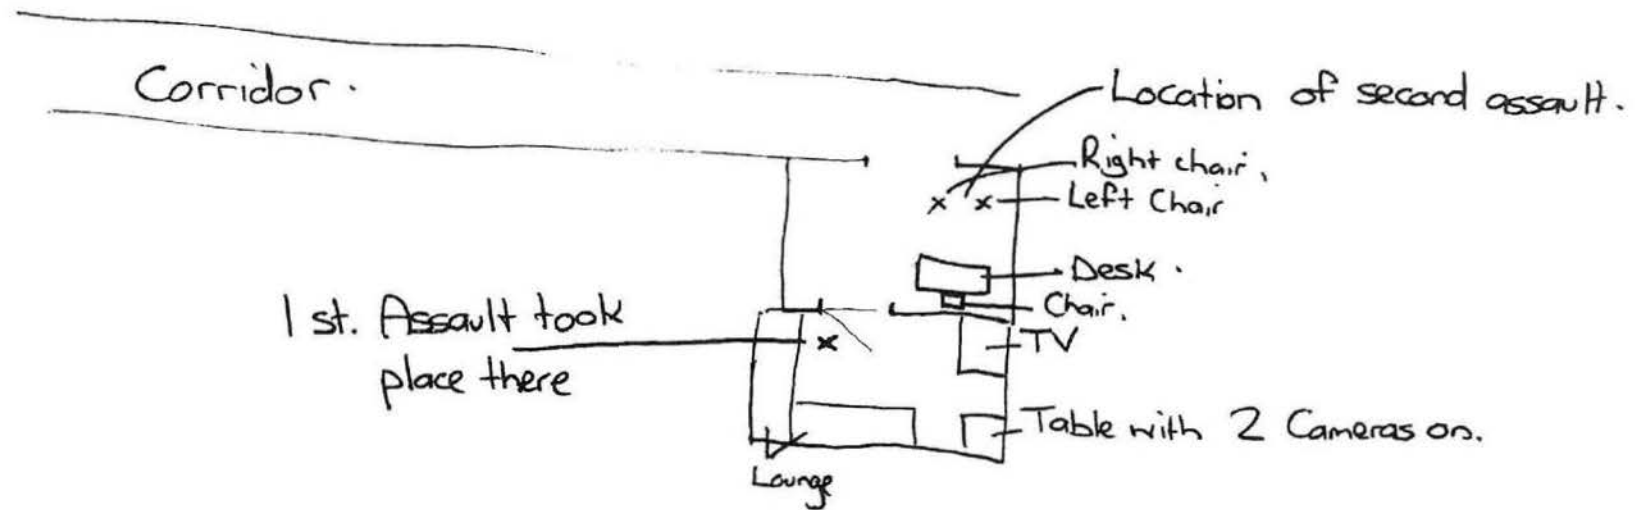 Corridor.
Location of second assault.
Right chair,
Left Chair
Desk.
Chair.
1 st. Assault took
place there
TV
Table with 2 Cameras on.
Lounge